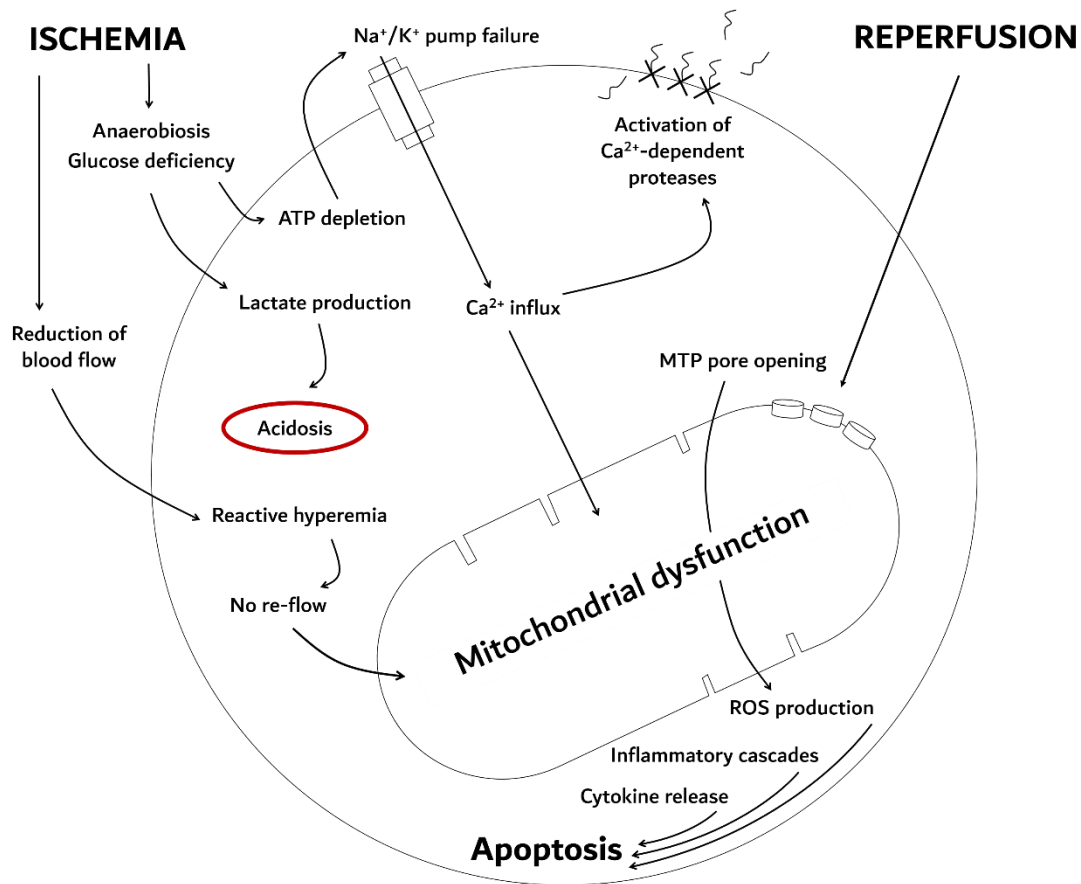 ISCHEMIA
Na⁺/K⁺ pump failure
REPERFUSION
Anaerobiosis
Glucose deficiency
Activation of
Ca²⁺-dependent
proteases
ATP depletion
Lactate production
Ca²⁺ influx
Reduction of
blood flow
MTP pore opening
Acidosis
Reactive hyperemia
No re-flow
Mitochondrial dysfunction
ROS production
Inflammatory cascades
Cytokine release
Apoptosis